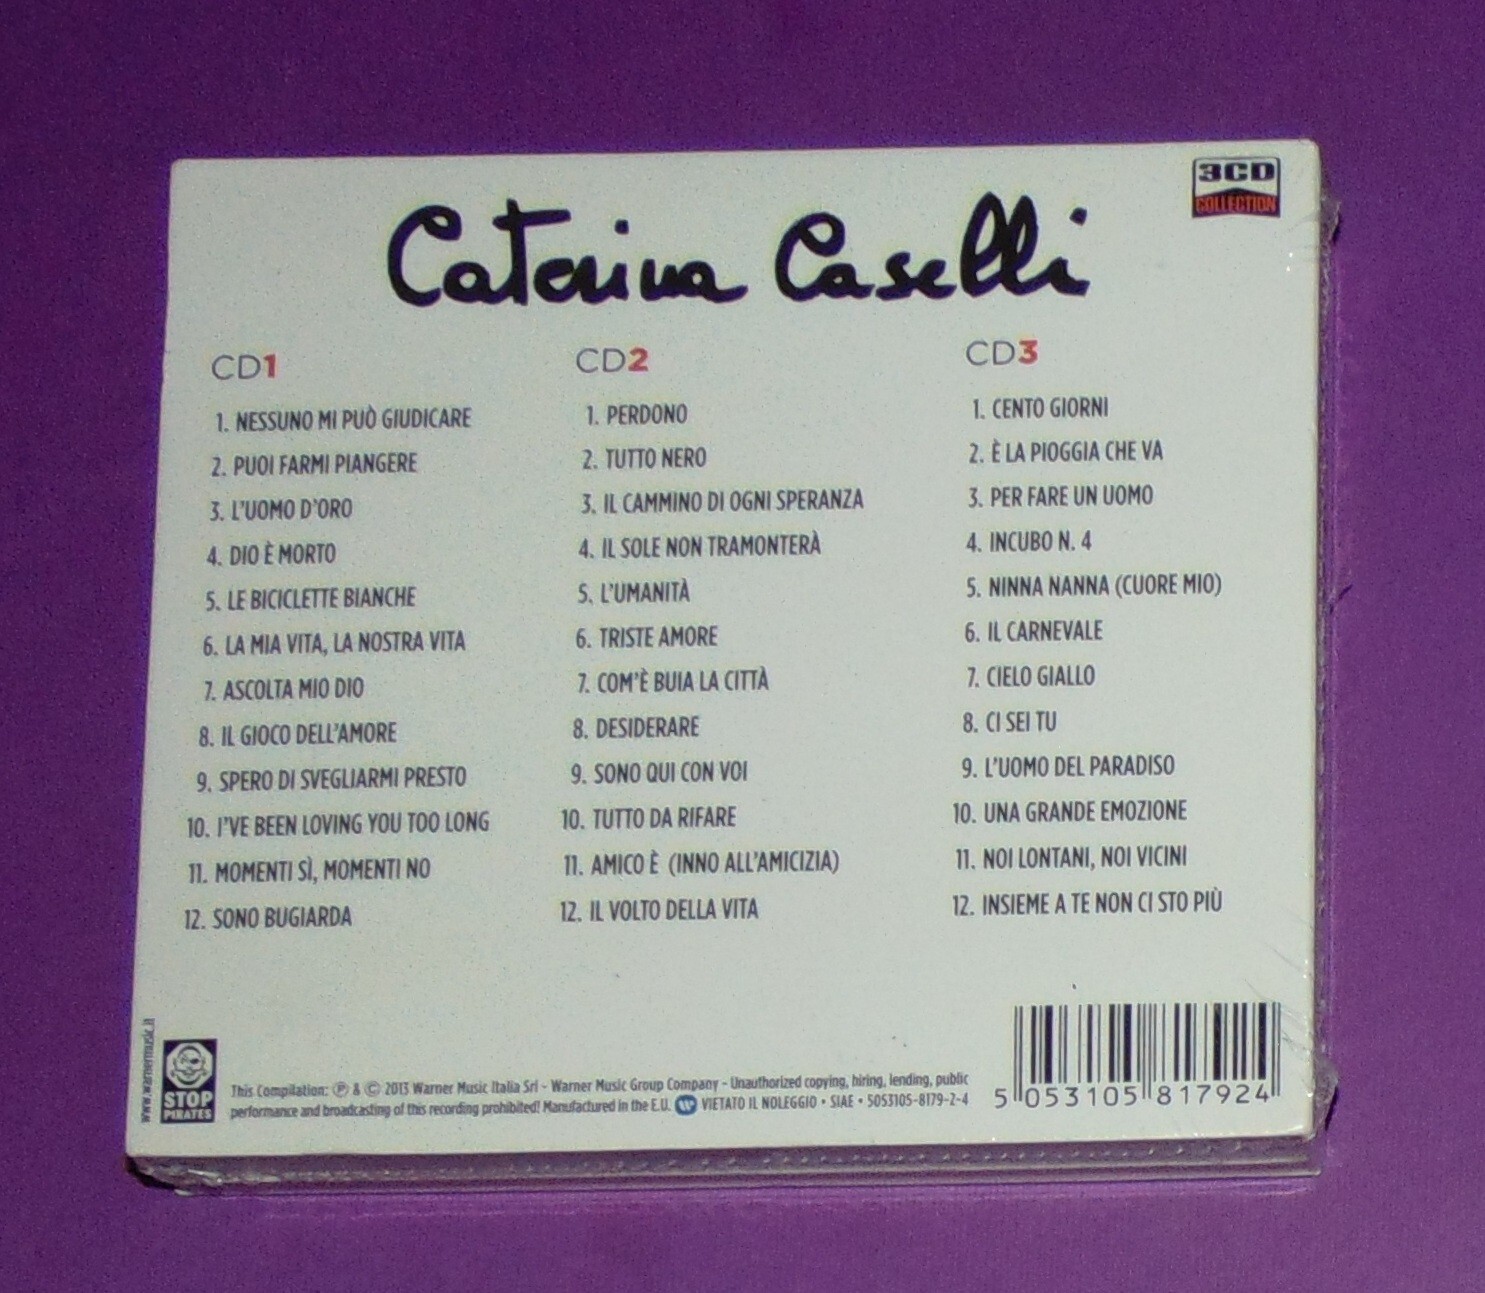 3CD
COLLECTION
Caterina Caselli
CD1
1. NESSUNO MI PUÒ GIUDICARE
2. PUOI FARMI PIANGERE
3. L'UOMO D'ORO
4. DIO È MORTO
5. LE BICICLETTE BIANCHE
6. LA MIA VITA, LA NOSTRA VITA
7. ASCOLTA MIO DIO
8. IL GIOCO DELL'AMORE
9. SPERO DI SVEGLIARMI PRESTO
10. I'VE BEEN LOVING YOU TOO LONG
11. MOMENTI SÌ, MOMENTI NO
12. SONO BUGIARDA
CD2
1. PERDONO
2. TUTTO NERO
3. IL CAMMINO DI OGNI SPERANZA
4. IL SOLE NON TRAMONTERÀ
5. L'UMANITÀ
6. TRISTE AMORE
7. COM'È BUIA LA CITTÀ
8. DESIDERARE
9. SONO QUI CON VOI
10. TUTTO DA RIFARE
11. AMICO È (INNO ALL'AMICIZIA)
12. IL VOLTO DELLA VITA
CD3
1. CENTO GIORNI
2. È LA PIOGGIA CHE VA
3. PER FARE UN UOMO
4. INCUBO N. 4
5. NINNA NANNA (CUORE MIO)
6. IL CARNEVALE
7. CIELO GIALLO
8. CI SEI TU
9. L'UOMO DEL PARADISO
10. UNA GRANDE EMOZIONE
11. NOI LONTANI, NOI VICINI
12. INSIEME A TE NON CI STO PIÙ
www.warnermusic.it
STOP
PIRATES
This Compilation: ℗ & © 2013 Warner Music Italia Srl - Warner Music Group Company - Unauthorized copying, hiring, lending, public
performance and broadcasting of this recording prohibited! Manufactured in the E.U. VIETATO IL NOLEGGIO • SIAE • 5053105-8179-2-4
5 053105 817924